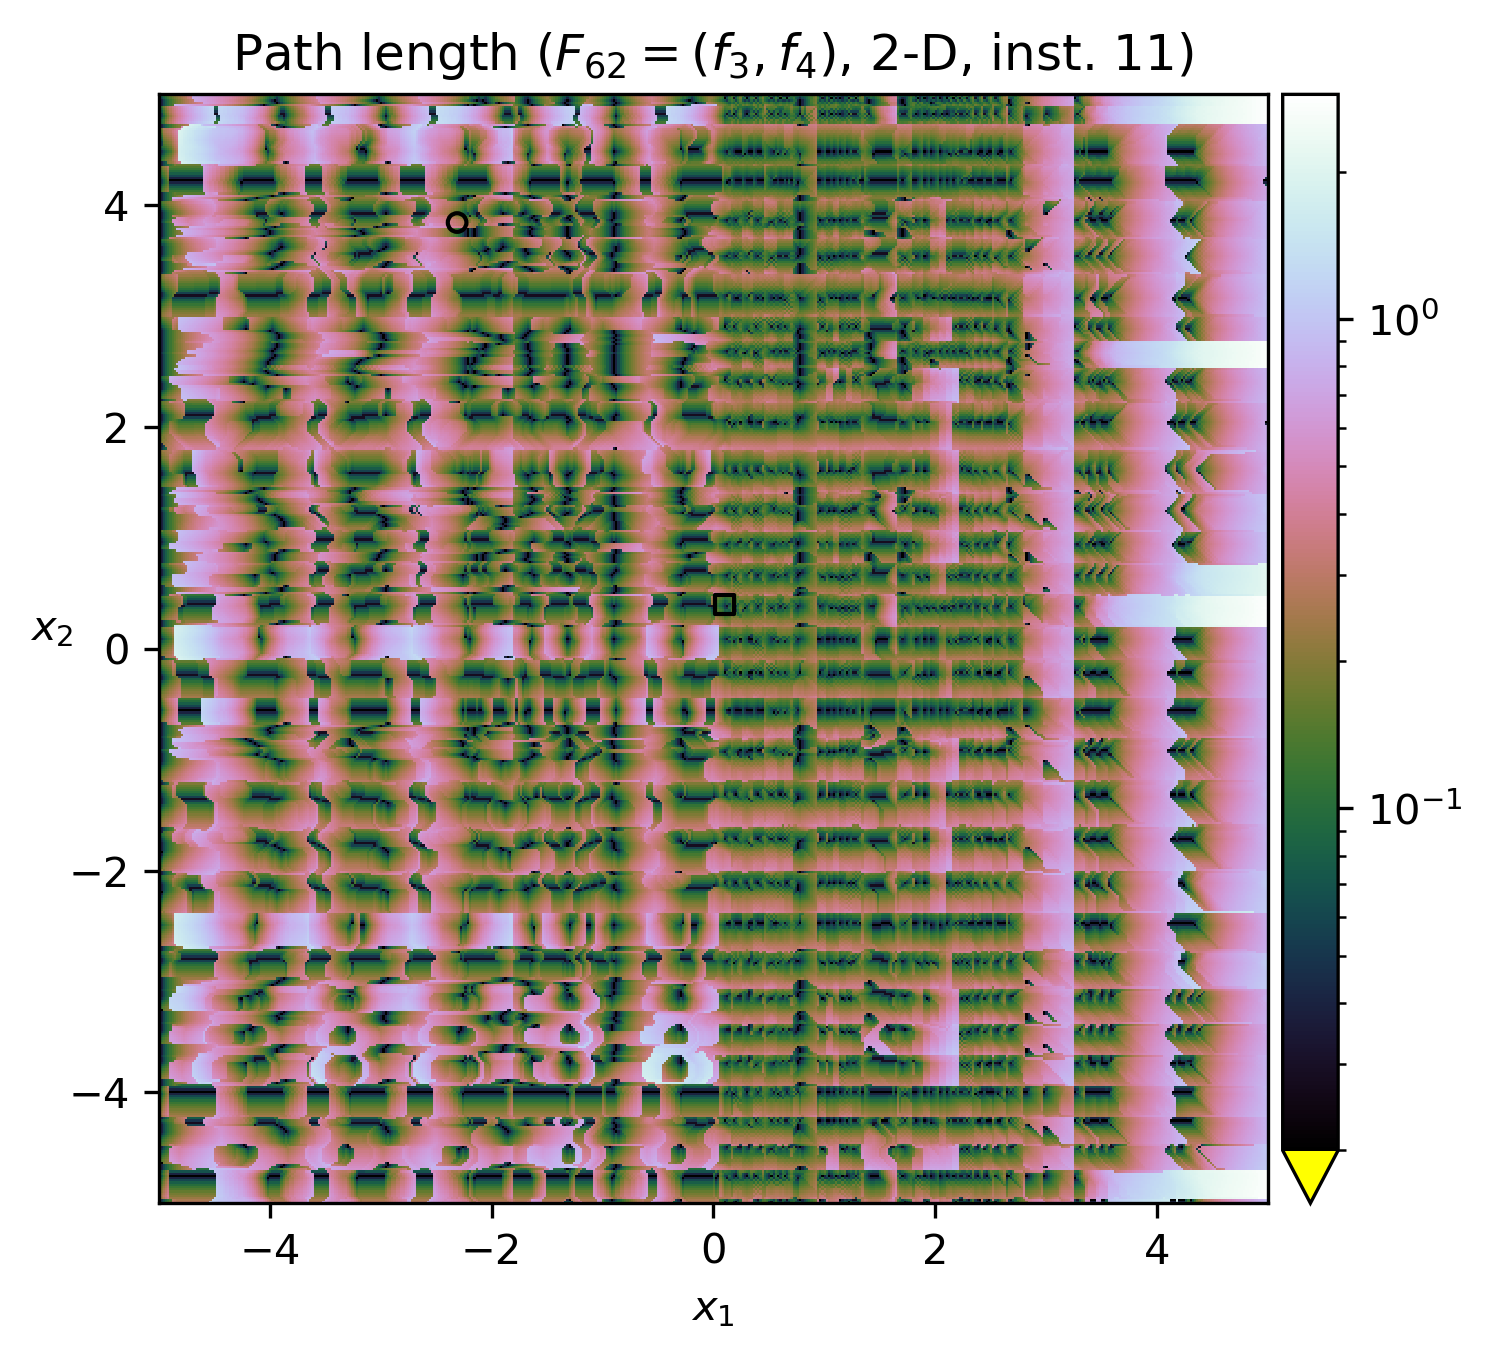 Path length (F₆₂ = (f₃, f₄), 2-D, inst. 11)
4
2
0
−2
−4
x₂
−4 −2 0 2 4
x₁
10⁰
10⁻¹